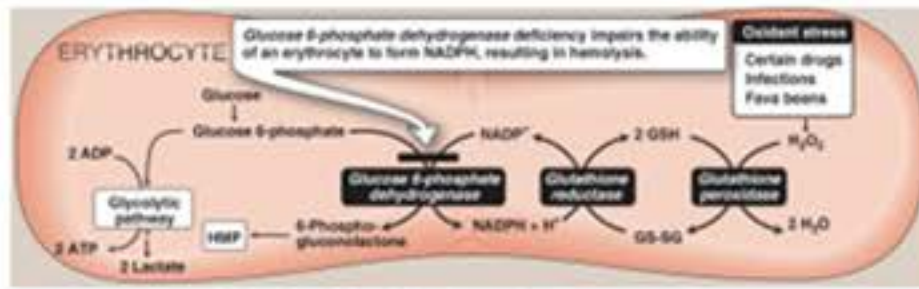 Glucose 6-phosphate dehydrogenase deficiency impairs the ability
of an erythrocyte to form NADPH, resulting in hemolysis.
Oxidant stress
Certain drugs
Infections
Fava beans
ERYTHROCYTE
Glucose
Glucose 6-phosphate
NADP+
2 GSH
H2O2
2 ADP
Glucose 6-phosphate
dehydrogenase
Glutathione
reductase
Glutathione
peroxidase
Glycolytic
pathway
HMP
6-Phospho-
gluconolactone
NADPH + H+
GS-SG
2 H2O
2 ATP
2 Lactate